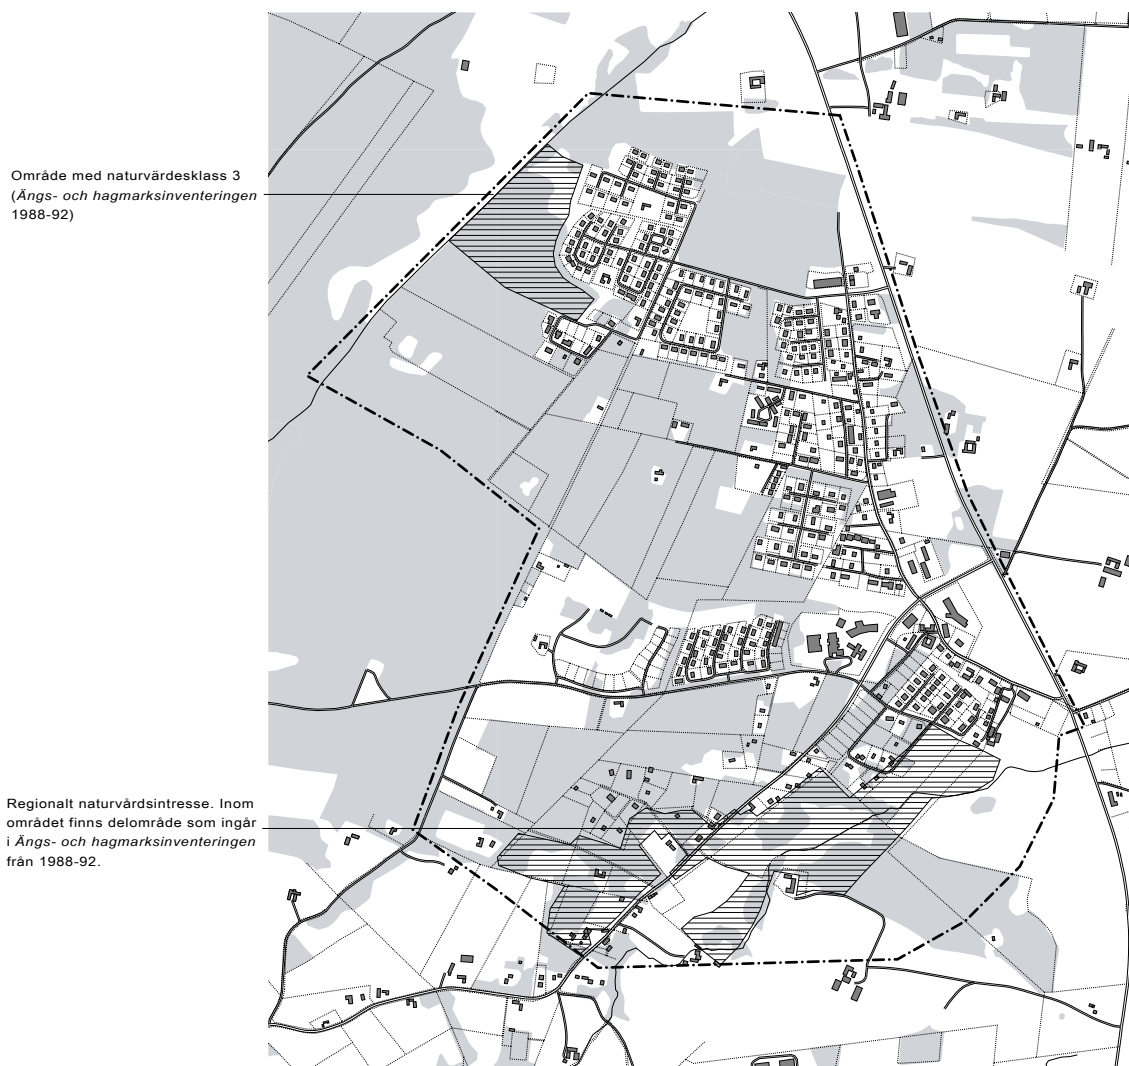 Område med naturvärdesklass 3
(Ängs- och hagmarksinventeringen
1988-92)
Regionalt naturvårdsintresse. Inom
området finns delområde som ingår
i Ängs- och hagmarksinventeringen
från 1988-92.